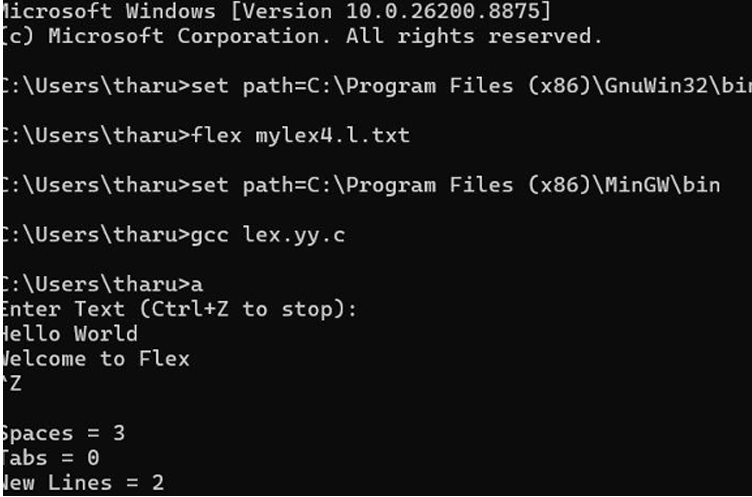 Microsoft Windows [Version 10.0.26200.8875]
(c) Microsoft Corporation. All rights reserved.
C:\Users\tharu>set path=C:\Program Files (x86)\GnuWin32\bin
C:\Users\tharu>flex mylex4.l.txt
C:\Users\tharu>set path=C:\Program Files (x86)\MinGW\bin
C:\Users\tharu>gcc lex.yy.c
C:\Users\tharu>a
Enter Text (Ctrl+Z to stop):
Hello World
Welcome to Flex
^Z
Spaces = 3
Tabs = 0
New Lines = 2